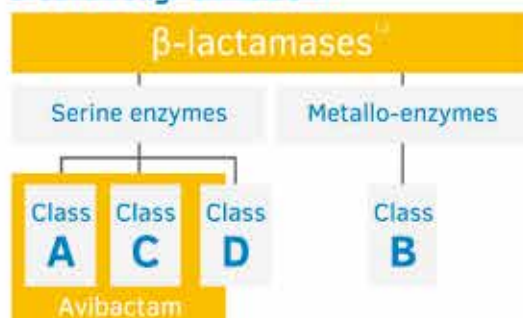 β-lactamases
Serine enzymes
Metallo-enzymes
Class A
Class C
Class D
Class B
Avibactam